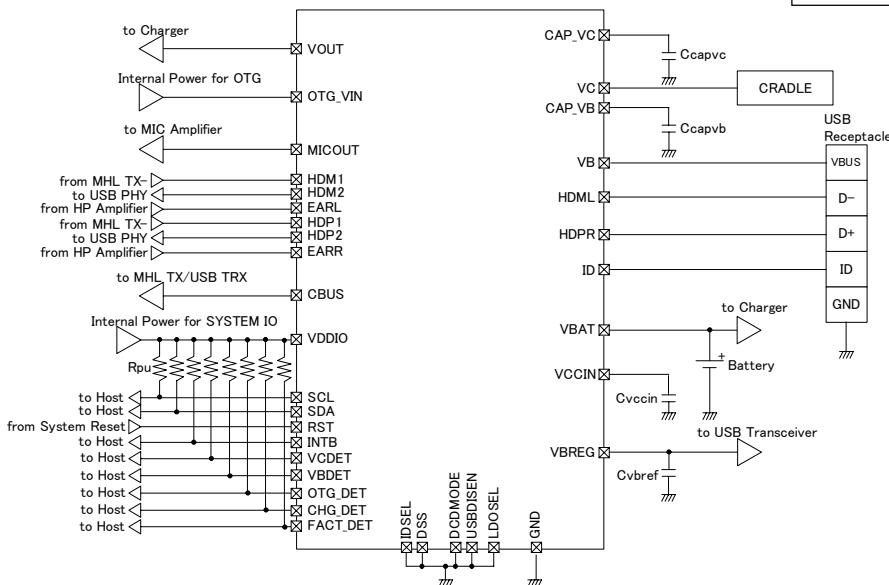 to Charger
VOUT
Internal Power for OTG
OTG_VIN
to MIC Amplifier
MICOUT
from MHL TX-
HDM1
to USB PHY
HDM2
from HP Amplifier
EARL
from MHL TX-
HDP1
to USB PHY
HDP2
from HP Amplifier
EARR
to MHL TX/USB TRX
CBUS
Internal Power for SYSTEM IO
VDDIO
Rpu
to Host
SCL
to Host
SDA
from System Reset
RST
to Host
INTB
to Host
VCDET
to Host
VBDET
to Host
OTG_DET
to Host
CHG_DET
to Host
FACT_DET
IDSEL
DSS
DCDMODE
USBDISEN
LDOSEL
GND
CAP_VC
Ccapvc
VC
CRADLE
CAP_VB
Ccapvb
USB
Receptacle
VB
VBUS
HDML
D-
HDPR
D+
ID
ID
GND
to Charger
VBAT
+
Battery
VCCIN
Cvccin
to USB Transceiver
VBREG
Cvbref